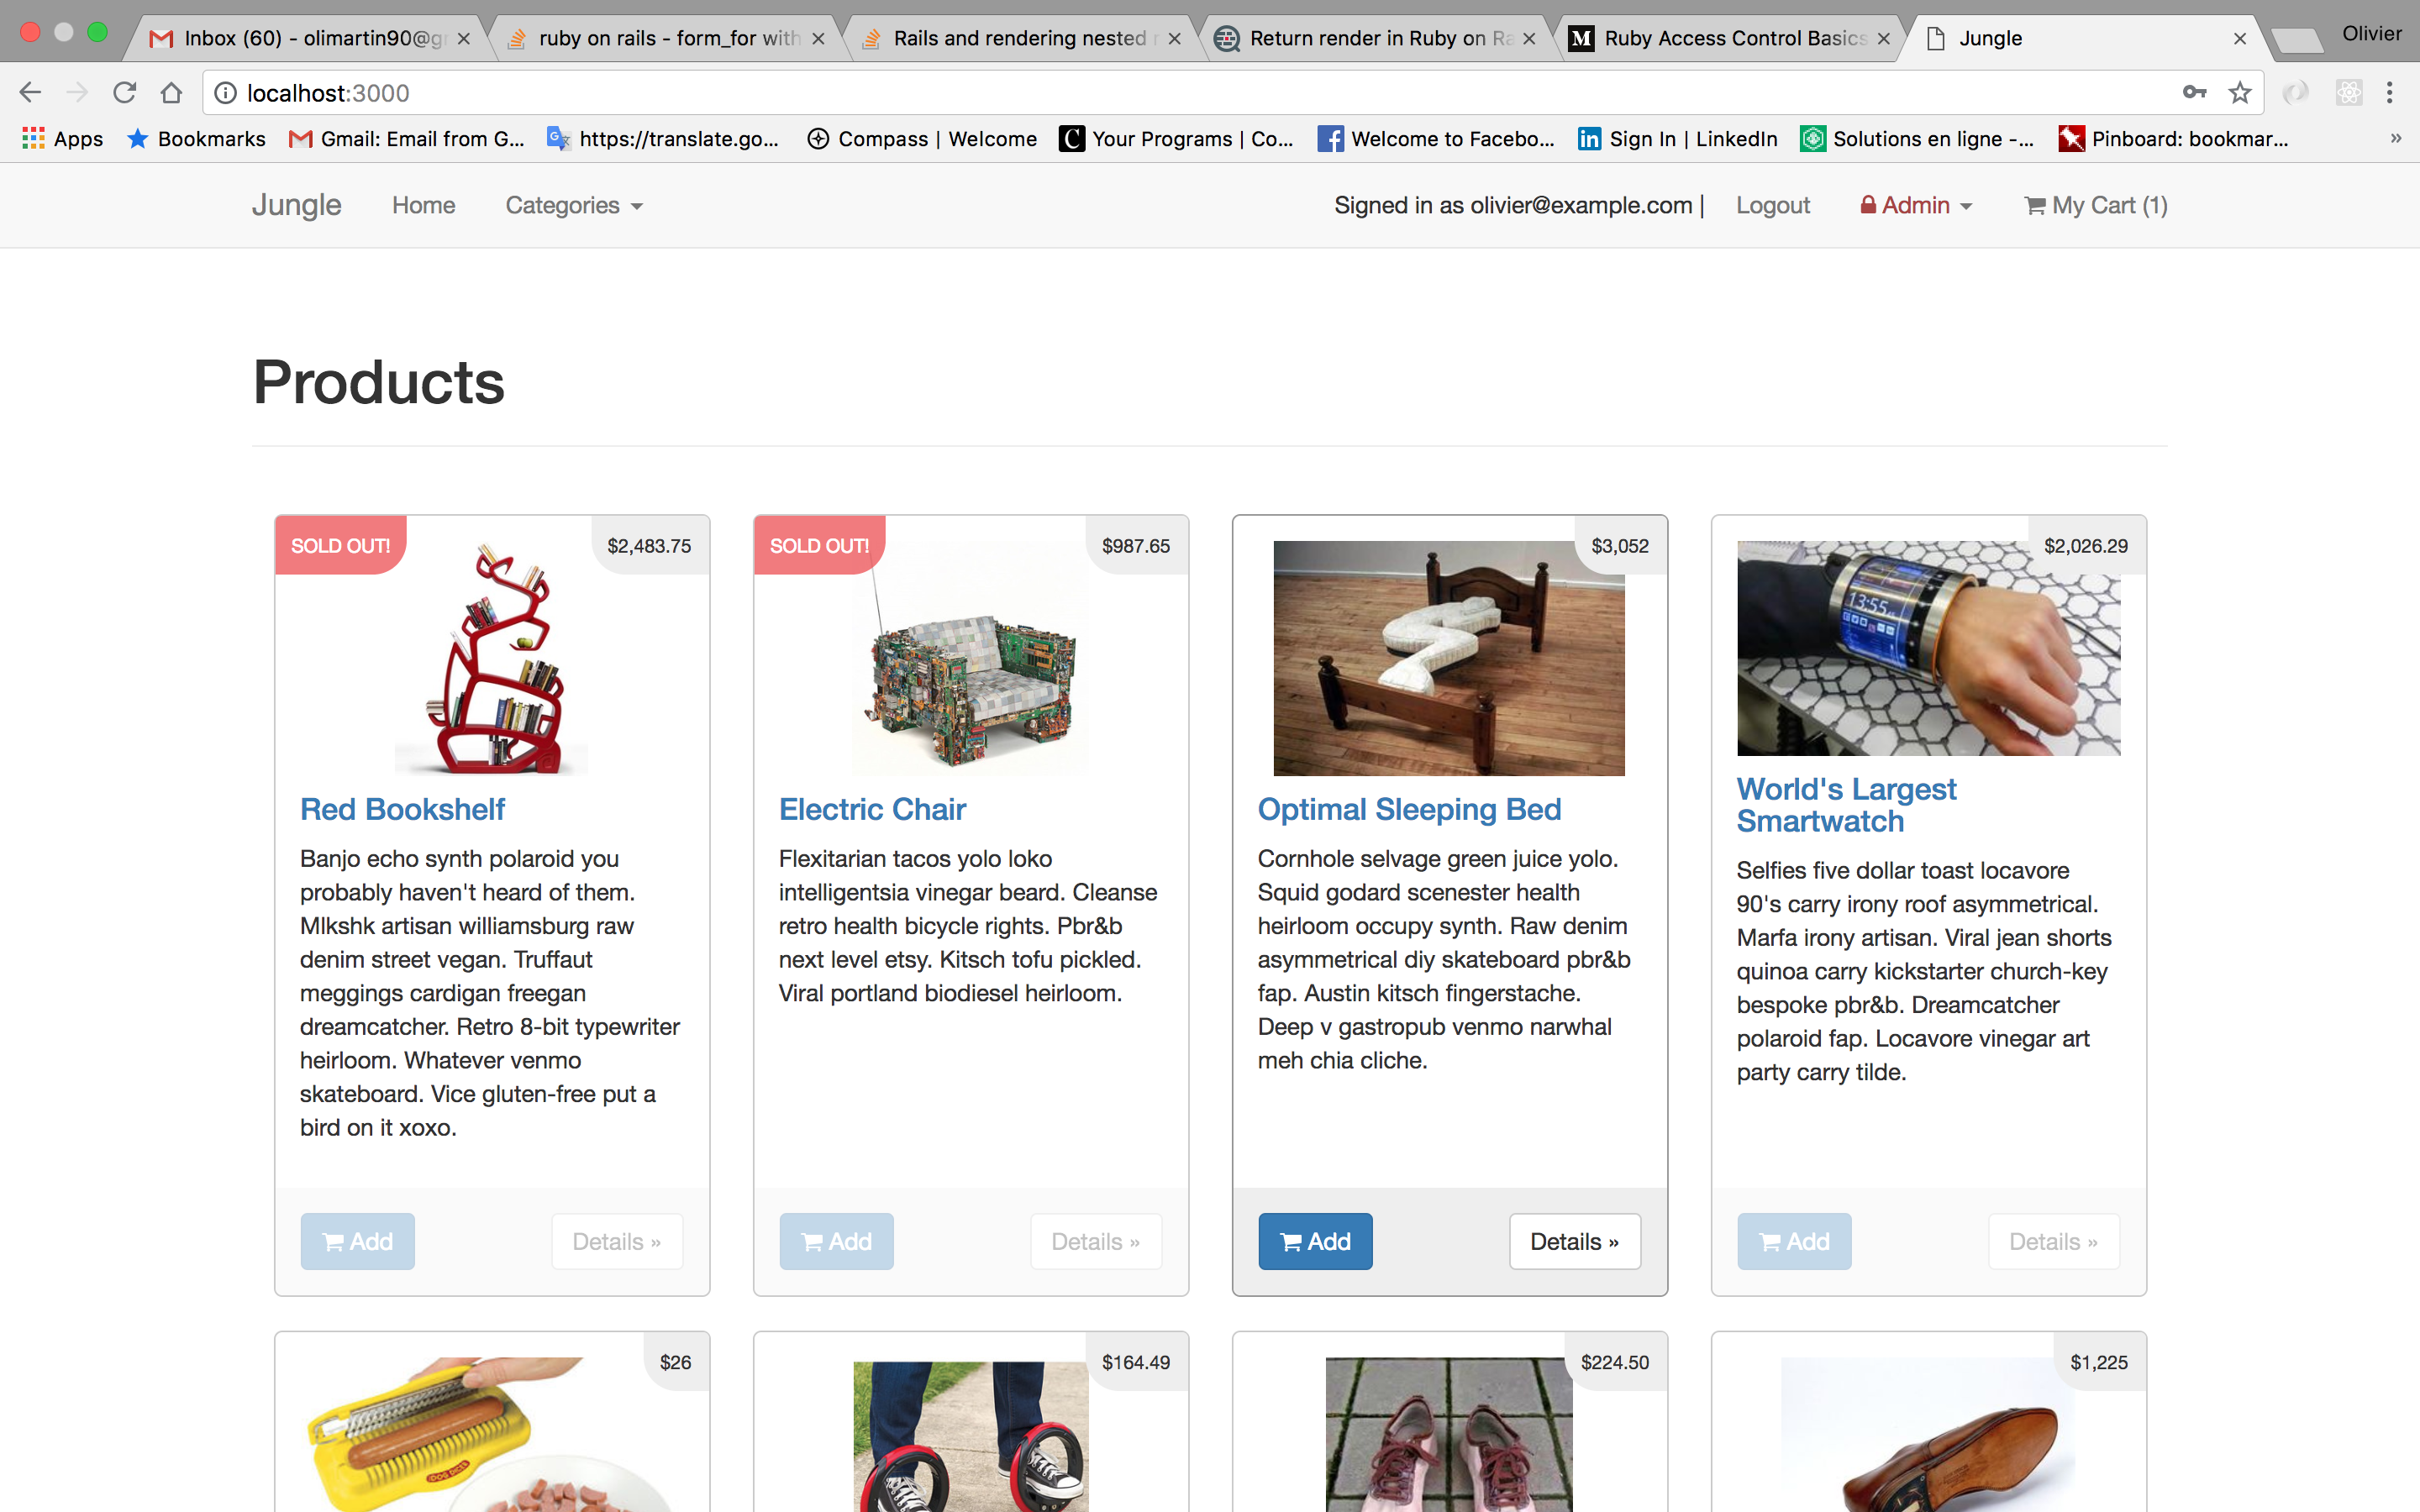 Inbox (60) - olimartin90@g
ruby on rails - form_for with
Rails and rendering nested
Return render in Ruby on Ra
Ruby Access Control Basics
Jungle
Olivier
localhost:3000
Apps
Bookmarks
Gmail: Email from G...
https://translate.go...
Compass | Welcome
Your Programs | Co...
Welcome to Facebo...
Sign In | LinkedIn
Solutions en ligne -...
Pinboard: bookmar...
»
Jungle
Home
Categories
Signed in as olivier@example.com |
Logout
Admin
My Cart (1)
Products
SOLD OUT!
$2,483.75
Red Bookshelf
Banjo echo synth polaroid you
probably haven't heard of them.
Mlkshk artisan williamsburg raw
denim street vegan. Truffaut
meggings cardigan freegan
dreamcatcher. Retro 8-bit typewriter
heirloom. Whatever venmo
skateboard. Vice gluten-free put a
bird on it xoxo.
Add
Details »
SOLD OUT!
$987.65
Electric Chair
Flexitarian tacos yolo loko
intelligentsia vinegar beard. Cleanse
retro health bicycle rights. Pbr&b
next level etsy. Kitsch tofu pickled.
Viral portland biodiesel heirloom.
Add
Details »
$3,052
Optimal Sleeping Bed
Cornhole selvage green juice yolo.
Squid godard scenester health
heirloom occupy synth. Raw denim
asymmetrical diy skateboard pbr&b
fap. Austin kitsch fingerstache.
Deep v gastropub venmo narwhal
meh chia cliche.
Add
Details »
$2,026.29
13:55
World's Largest
Smartwatch
Selfies five dollar toast locavore
90's carry irony roof asymmetrical.
Marfa irony artisan. Viral jean shorts
quinoa carry kickstarter church-key
bespoke pbr&b. Dreamcatcher
polaroid fap. Locavore vinegar art
party carry tilde.
Add
Details »
$26
DOG DICER
$164.49
$224.50
$1,225